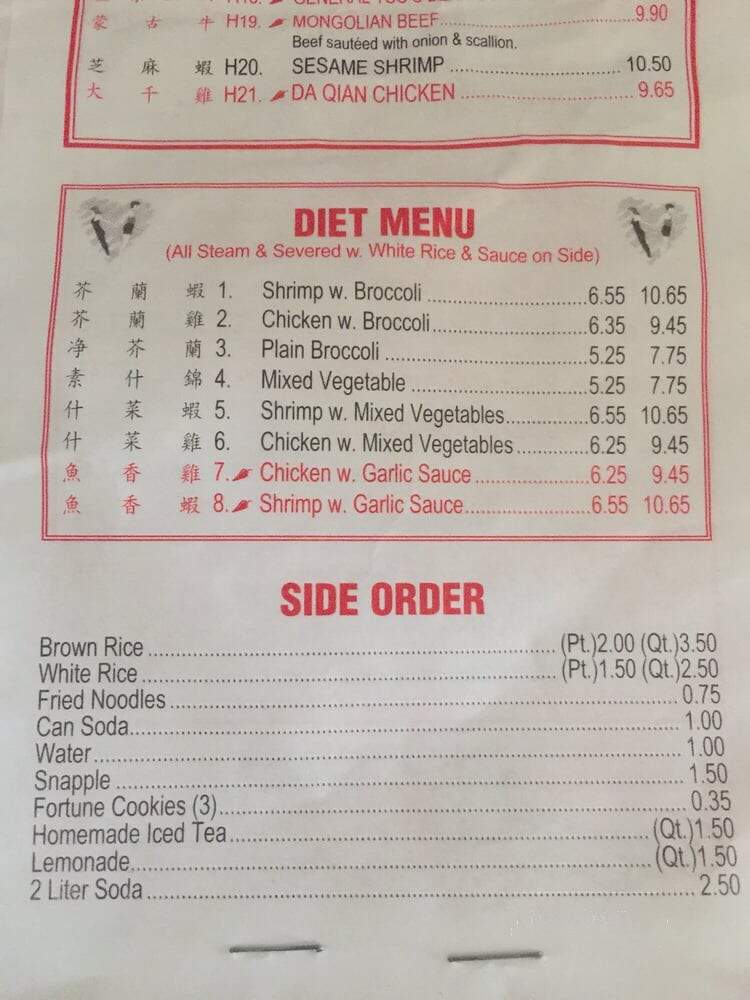 蒙 古 牛 H19. MONGOLIAN BEEF........9.90
Beef sautéed with onion & scallion.
芝 麻 蝦 H20. SESAME SHRIMP........10.50
大 千 雞 H21. DA QIAN CHICKEN........9.65
DIET MENU
(All Steam & Severed w. White Rice & Sauce on Side)
芥 蘭 蝦 1. Shrimp w. Broccoli........6.55 10.65
芥 蘭 雞 2. Chicken w. Broccoli........6.35 9.45
净 芥 蘭 3. Plain Broccoli........5.25 7.75
素 什 錦 4. Mixed Vegetable........5.25 7.75
什 菜 蝦 5. Shrimp w. Mixed Vegetables........6.55 10.65
什 菜 雞 6. Chicken w. Mixed Vegetables........6.25 9.45
魚 香 雞 7. Chicken w. Garlic Sauce........6.25 9.45
魚 香 蝦 8. Shrimp w. Garlic Sauce........6.55 10.65
SIDE ORDER
Brown Rice........(Pt.)2.00 (Qt.)3.50
White Rice........(Pt.)1.50 (Qt.)2.50
Fried Noodles........0.75
Can Soda........1.00
Water........1.00
Snapple........1.50
Fortune Cookies (3)........0.35
Homemade Iced Tea........(Qt.)1.50
Lemonade........(Qt.)1.50
2 Liter Soda........2.50